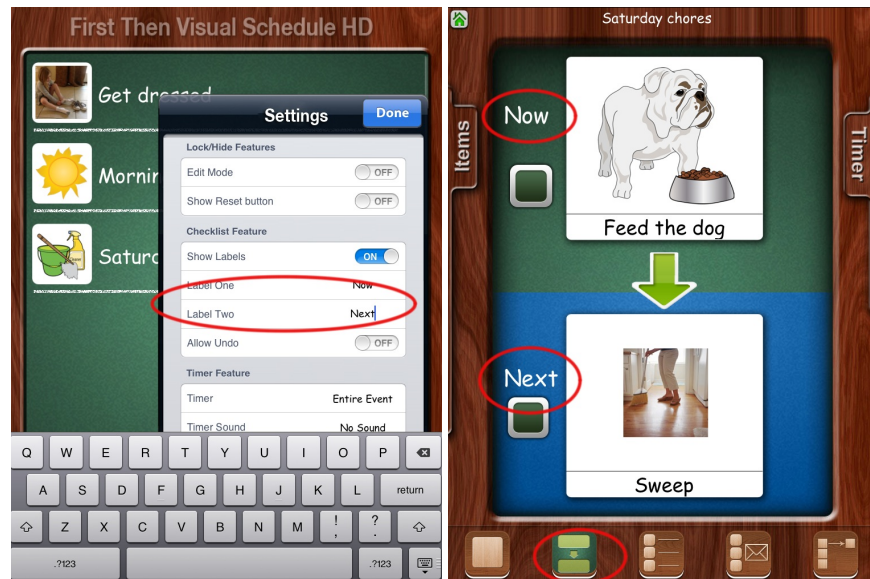 First Then Visual Schedule HD
Get dressed
Settings
Done
Lock/Hide Features
Edit Mode
OFF
Mornin
Show Reset button
OFF
Checklist Feature
Show Labels
ON
Saturd
Label One
Now
Label Two
Next
Allow Undo
OFF
Timer Feature
Timer
Entire Event
Timer Sound
No Sound
Q W E R T Y U I O P
A S D F G H J K L return
Z X C V B N M ! , ? .
.?123 .?123
Saturday chores
Items
Timer
Now
Feed the dog
Next
Sweep